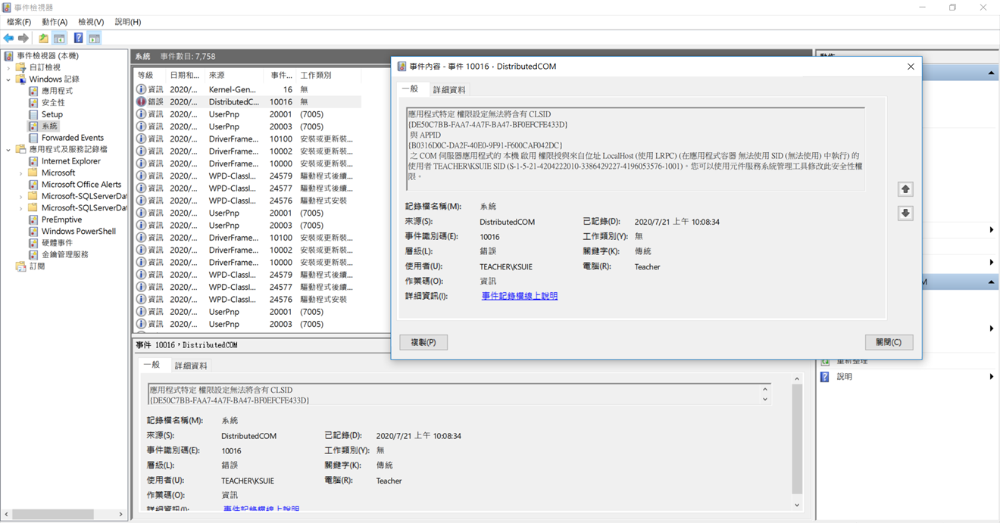 事件檢視器
檔案(F) 動作(A) 檢視(V) 說明(H)
事件檢視器 (本機)
自訂檢視
Windows 記錄
應用程式
安全性
Setup
系統
Forwarded Events
應用程式及服務記錄檔
Internet Explorer
Microsoft
Microsoft Office Alerts
Microsoft-SQLServerDat
Microsoft-SQLServerDat
PreEmptive
Windows PowerShell
硬體事件
金鑰管理服務
訂閱
系統 事件數目: 7,758
等級 日期和... 來源 事件... 工作類別
資訊 2020/... Kernel-Gen... 16 無
錯誤 2020/... DistributedC... 10016 無
資訊 2020/... UserPnp 20001 (7005)
資訊 2020/... UserPnp 20003 (7005)
資訊 2020/... DriverFrame... 10100 安裝或更新裝...
資訊 2020/... DriverFrame... 10002 安裝或更新裝...
資訊 2020/... DriverFrame... 10000 安裝或更新裝...
資訊 2020/... WPD-ClassI... 24579 驅動程式後續...
資訊 2020/... WPD-ClassI... 24577 驅動程式後續...
資訊 2020/... WPD-ClassI... 24576 驅動程式安裝
資訊 2020/... UserPnp 20001 (7005)
資訊 2020/... UserPnp 20003 (7005)
資訊 2020/... DriverFrame... 10100 安裝或更新裝...
資訊 2020/... DriverFrame... 10002 安裝或更新裝...
資訊 2020/... DriverFrame... 10000 安裝或更新裝...
資訊 2020/... WPD-ClassI... 24579 驅動程式後續...
資訊 2020/... WPD-ClassI... 24577 驅動程式後續...
資訊 2020/... WPD-ClassI... 24576 驅動程式安裝
資訊 2020/... UserPnp 20001 (7005)
資訊 2020/... UserPnp 20003 (7005)
事件 10016，DistributedCOM
一般 詳細資料
應用程式特定 權限設定無法將含有 CLSID
{DE50C7BB-FAA7-4A7F-BA47-BF0EFCFE433D}
記錄檔名稱(M): 系統
來源(S): DistributedCOM 已記錄(D): 2020/7/21 上午 10:08:34
事件識別碼(E): 10016 工作類別(Y): 無
層級(L): 錯誤 關鍵字(K): 傳統
使用者(U): TEACHER\KSUIE 電腦(R): Teacher
作業碼(O): 資訊
詳細資訊(I): 事件記錄檔線上說明
事件內容 - 事件 10016，DistributedCOM
一般 詳細資料
應用程式特定 權限設定無法將含有 CLSID
{DE50C7BB-FAA7-4A7F-BA47-BF0EFCFE433D}
與 APPID
{B0316D0C-DA2F-40E0-9F91-F600CAF042DC}
之 COM 伺服器應用程式的 本機 啟用 權限授與來自位址 LocalHost (使用 LRPC) (在應用程式容器 無法使用 SID (無法使用) 中執行) 的
使用者 TEACHER\KSUIE SID (S-1-5-21-4204222010-3386429227-4196053576-1001)。您可以使用元件服務系統管理工具修改此安全性權
限。
記錄檔名稱(M): 系統
來源(S): DistributedCOM 已記錄(D): 2020/7/21 上午 10:08:34
事件識別碼(E): 10016 工作類別(Y): 無
層級(L): 錯誤 關鍵字(K): 傳統
使用者(U): TEACHER\KSUIE 電腦(R): Teacher
作業碼(O): 資訊
詳細資訊(I): 事件記錄檔線上說明
複製(P) 關閉(C)
動作
M
重新整理
說明